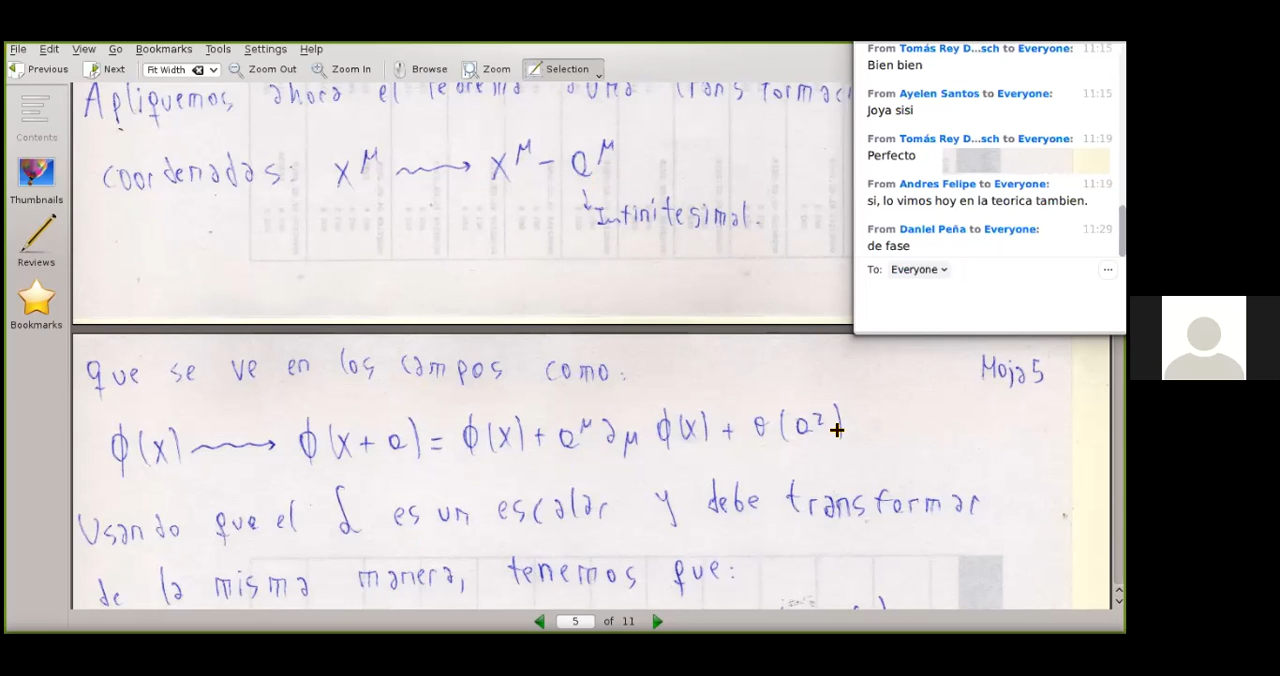 File Edit View Go Bookmarks Tools Settings Help
Previous Next Fit Width Zoom Out Zoom In Browse Zoom Selection
Contents
Thumbnails
Reviews
Bookmarks
Apliquemos ahora el teorema a una transformac
coordenadas: x^μ ⟿ x^μ - a^μ
↓ Infinitesimal.
que se ve en los campos como: Hoja 5
ϕ(x) ⟿ ϕ(x + a) = ϕ(x) + a^μ ∂μ ϕ(x) + θ(a²)
Usando que el ℒ es un escalar y debe transformar
de la misma manera, tenemos que:
5 of 11
From Tomás Rey D...sch to Everyone: 11:15
Bien bien
From Ayelen Santos to Everyone: 11:15
Joya sisi
From Tomás Rey D...sch to Everyone: 11:19
Perfecto
From Andres Felipe to Everyone: 11:19
si, lo vimos hoy en la teorica tambien.
From Daniel Peña to Everyone: 11:29
de fase
To: Everyone